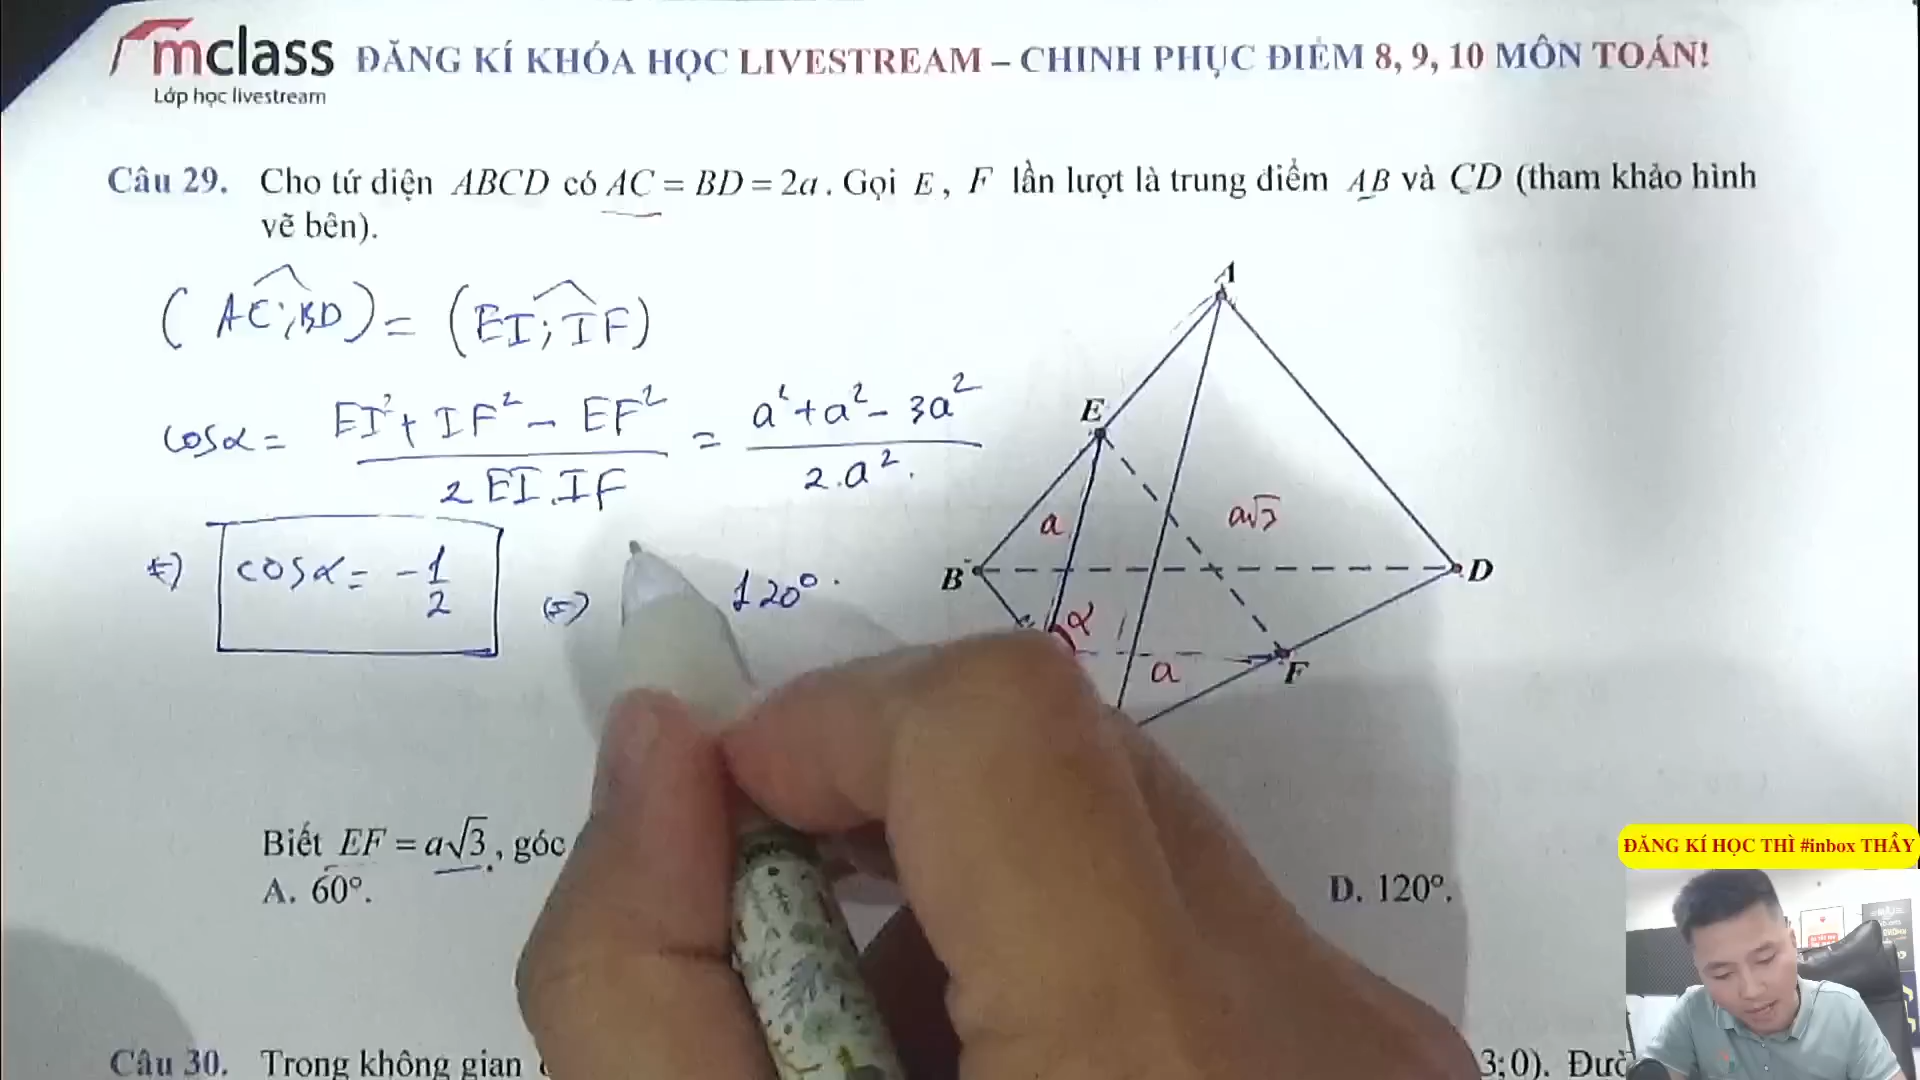 mclass
Lớp học livestream
ĐĂNG KÍ KHÓA HỌC LIVESTREAM – CHINH PHỤC ĐIỂM 8, 9, 10 MÔN TOÁN!
Câu 29. Cho tứ diện ABCD có AC = BD = 2a. Gọi E, F lần lượt là trung điểm AB và CD (tham khảo hình
vẽ bên).
(AC; BD) = (EI; IF)
cosα = (EI² + IF² − EF²) / (2 EI.IF) = (a² + a² − 3a²) / (2.a²)
cosα = −1/2
120°
A
E
a
a√3
B
D
α
a
F
Biết EF = a√3, góc
A. 60°.
D. 120°.
ĐĂNG KÍ HỌC THÌ #inbox THẦY
Câu 30. Trong không gian
3;0).